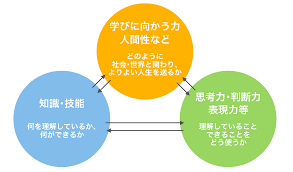 学びに向かう力
人間性など
どのように
社会・世界と関わり、
よりよい人生を送るか
知識・技能
何を理解しているか、
何ができるか
思考力・判断力
表現力等
理解していること
できることを
どう使うか